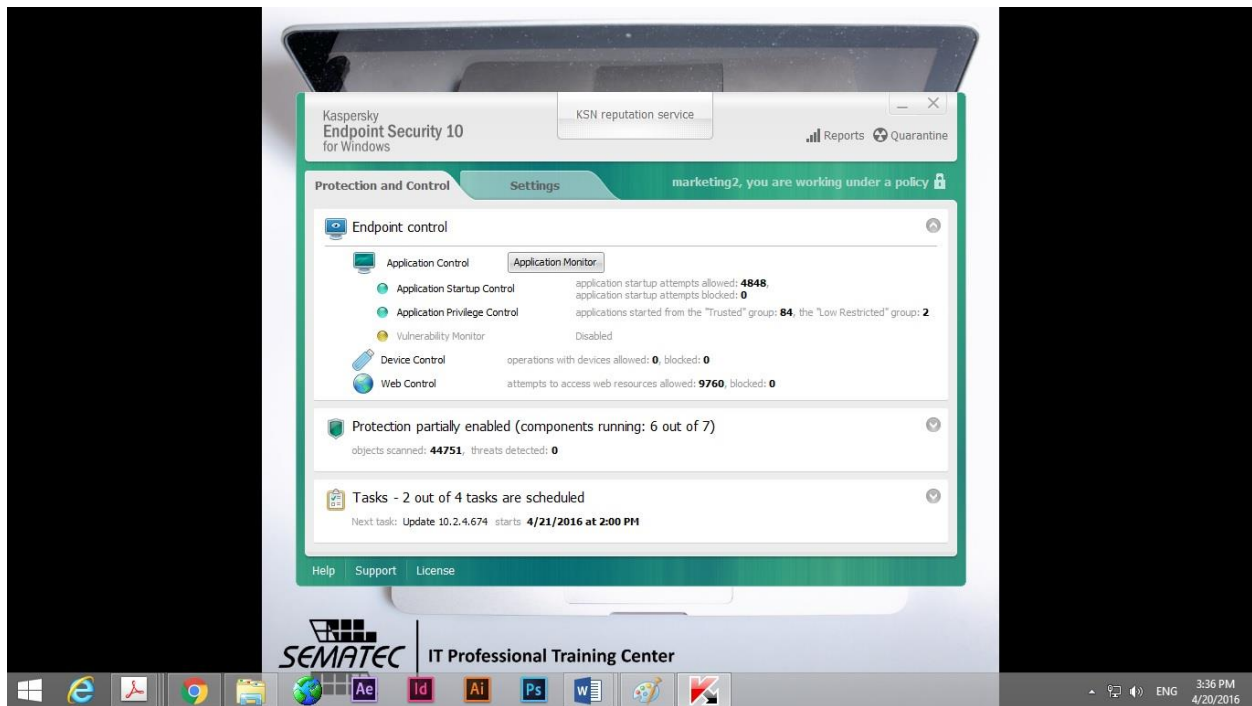 Kaspersky
Endpoint Security 10
for Windows
KSN reputation service
Reports Quarantine
Protection and Control
Settings
marketing2, you are working under a policy
Endpoint control
Application Control
Application Monitor
Application Startup Control
application startup attempts allowed: 4848,
application startup attempts blocked: 0
Application Privilege Control
applications started from the "Trusted" group: 84, the "Low Restricted" group: 2
Vulnerability Monitor
Disabled
Device Control
operations with devices allowed: 0, blocked: 0
Web Control
attempts to access web resources allowed: 9760, blocked: 0
Protection partially enabled (components running: 6 out of 7)
objects scanned: 44751, threats detected: 0
Tasks - 2 out of 4 tasks are scheduled
Next task: Update 10.2.4.674 starts 4/21/2016 at 2:00 PM
Help Support License
SEMATEC
IT Professional Training Center
Ae Id Ai Ps
ENG
3:36 PM
4/20/2016